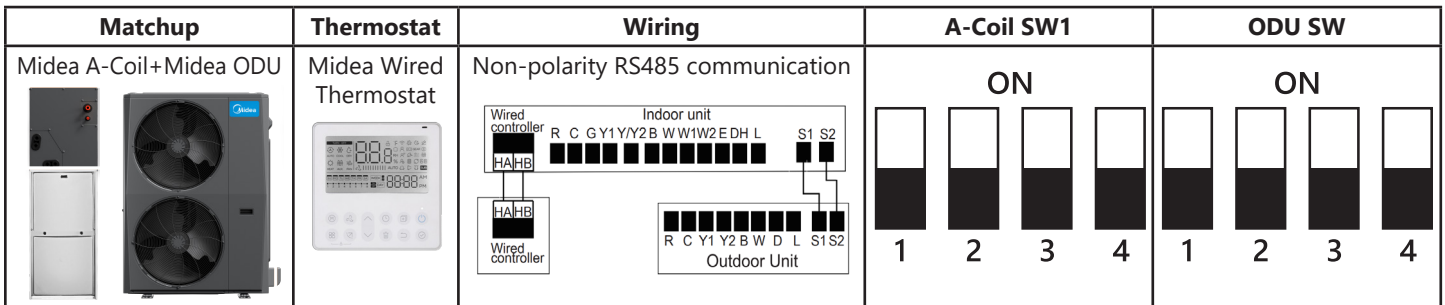 Matchup
Thermostat
Wiring
A-Coil SW1
ODU SW
Midea A-Coil+Midea ODU
Midea
Midea Wired
Thermostat
Non-polarity RS485 communication
Wired
controller
Indoor unit
R C G Y1 Y/Y2 B W W1W2 E DH L S1 S2
HA HB
HA HB
Wired
controller
R C Y1 Y2 B W D L S1 S2
Outdoor Unit
ON
1 2 3 4
ON
1 2 3 4